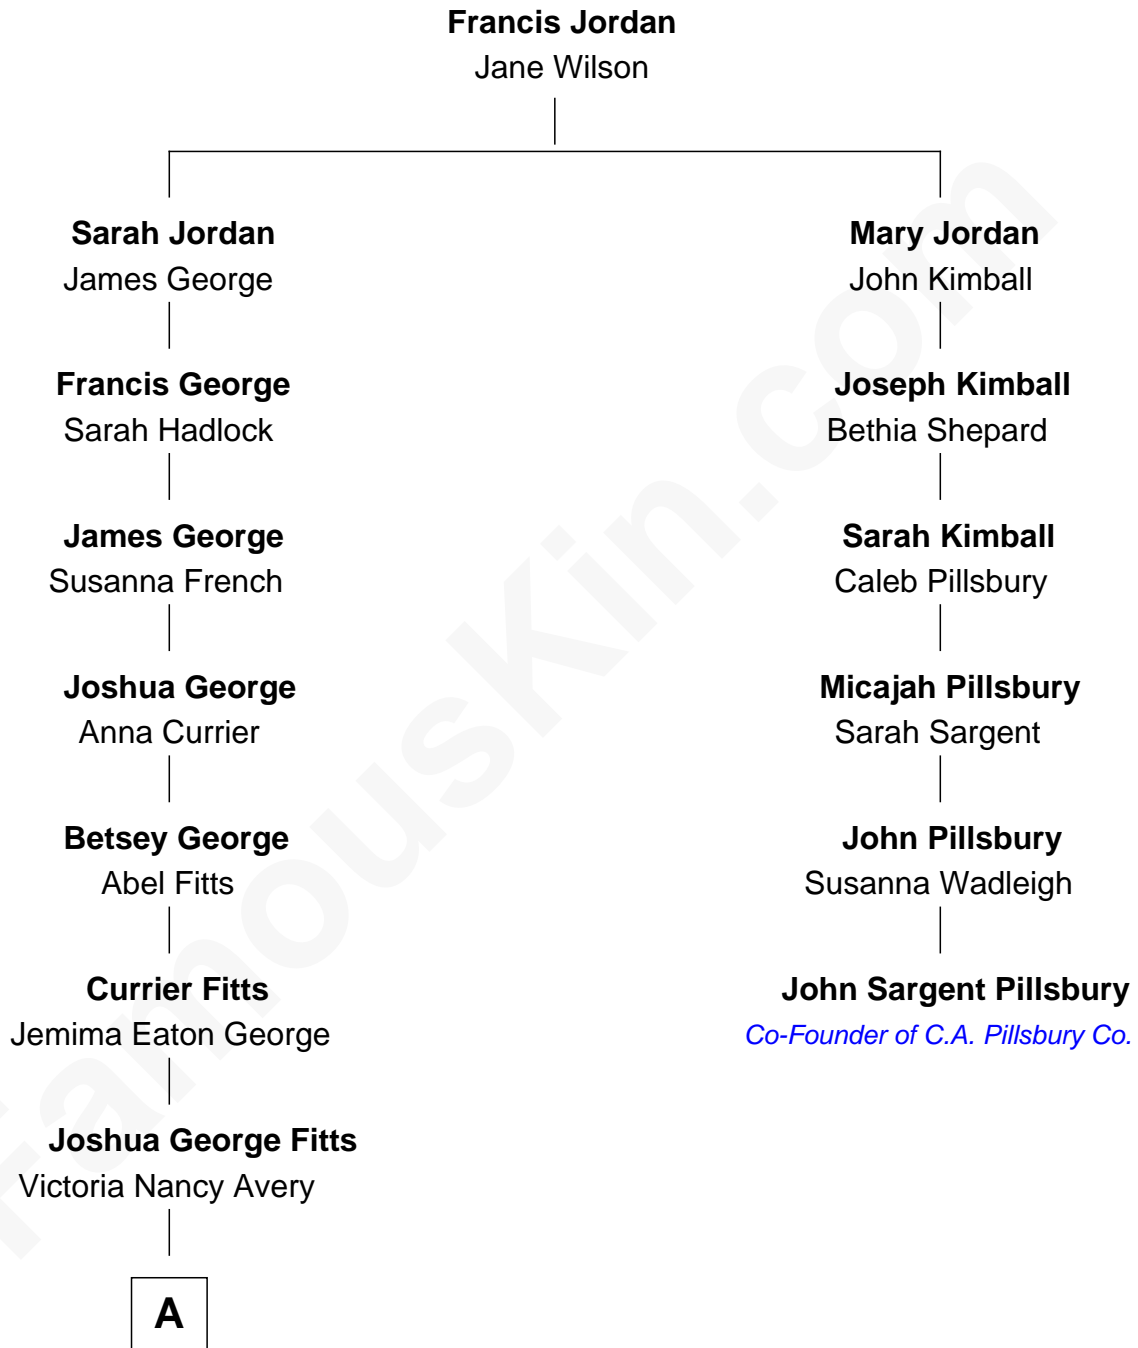 Francis Jordan
Jane Wilson
Sarah Jordan
James George
Francis George
Sarah Hadlock
James George
Susanna French
Joshua George
Anna Currier
Betsey George
Abel Fitts
Currier Fitts
Jemima Eaton George
Joshua George Fitts
Victoria Nancy Avery
A
Mary Jordan
John Kimball
Joseph Kimball
Bethia Shepard
Sarah Kimball
Caleb Pillsbury
Micajah Pillsbury
Sarah Sargent
John Pillsbury
Susanna Wadleigh
John Sargent Pillsbury
Co-Founder of C.A. Pillsbury Co.
FamousKin.com